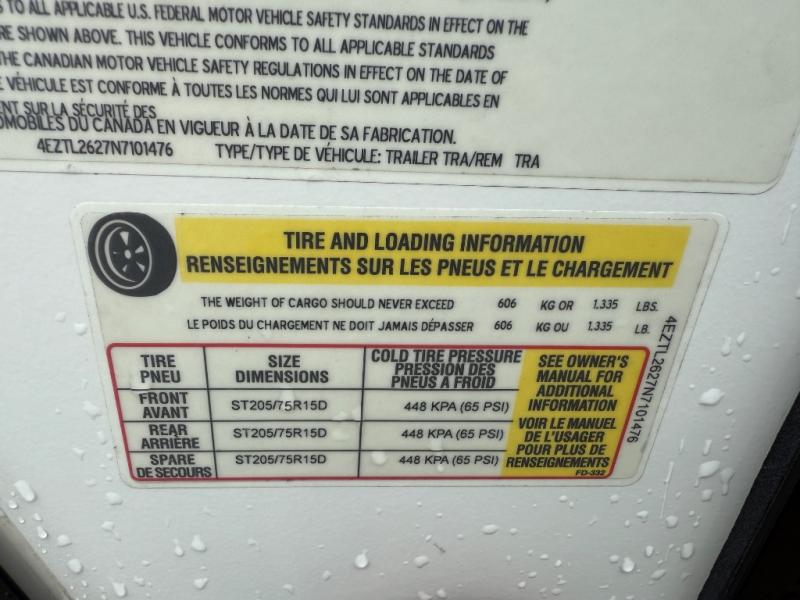 S TO ALL APPLICABLE U.S. FEDERAL MOTOR VEHICLE SAFETY STANDARDS IN EFFECT ON THE
RE SHOWN ABOVE. THIS VEHICLE CONFORMS TO ALL APPLICABLE STANDARDS
THE CANADIAN MOTOR VEHICLE SAFETY REGULATIONS IN EFFECT ON THE DATE OF
E VÉHICULE EST CONFORME À TOUTES LES NORMES QUI LUI SONT APPLICABLES EN
ENT SUR LA SÉCURITÉ DES
OMOBILES DU CANADA EN VIGUEUR À LA DATE DE SA FABRICATION.
4EZTL2627N7101476 TYPE/TYPE DE VÉHICULE: TRAILER TRA/REM TRA
TIRE AND LOADING INFORMATION
RENSEIGNEMENTS SUR LES PNEUS ET LE CHARGEMENT
THE WEIGHT OF CARGO SHOULD NEVER EXCEED 606 KG OR 1,335 LBS.
LE POIDS DU CHARGEMENT NE DOIT JAMAIS DÉPASSER 606 KG OU 1,335 LB.
TIRE
PNEU
SIZE
DIMENSIONS
COLD TIRE PRESSURE
PRESSION DES
PNEUS A FROID
FRONT
AVANT
ST205/75R15D
448 KPA (65 PSI)
REAR
ARRIÈRE
ST205/75R15D
448 KPA (65 PSI)
SPARE
DE SECOURS
ST205/75R15D
448 KPA (65 PSI)
SEE OWNER'S
MANUAL FOR
ADDITIONAL
INFORMATION
VOIR LE MANUEL
DE L'USAGER
POUR PLUS DE
RENSEIGNEMENTS
FD-332
4EZTL2627N7101476